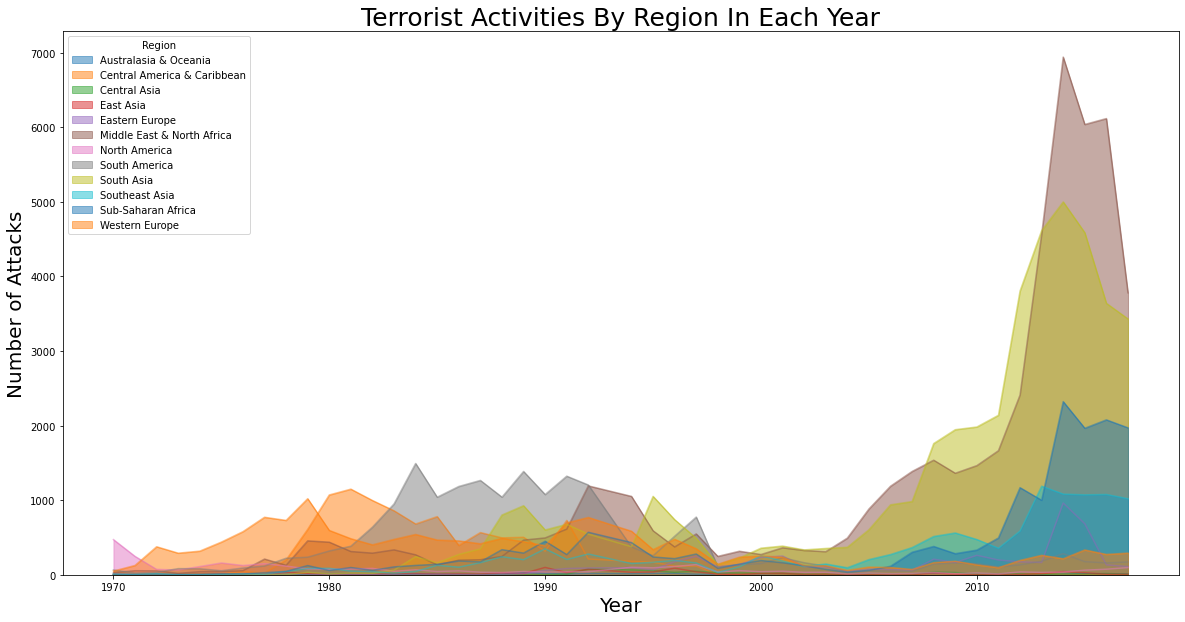 Terrorist Activities By Region In Each Year
Region
Australasia & Oceania
Central America & Caribbean
Central Asia
East Asia
Eastern Europe
Middle East & North Africa
North America
South America
South Asia
Southeast Asia
Sub-Saharan Africa
Western Europe
Number of Attacks
7000
6000
5000
4000
3000
2000
1000
0
1970 1980 1990 2000 2010
Year